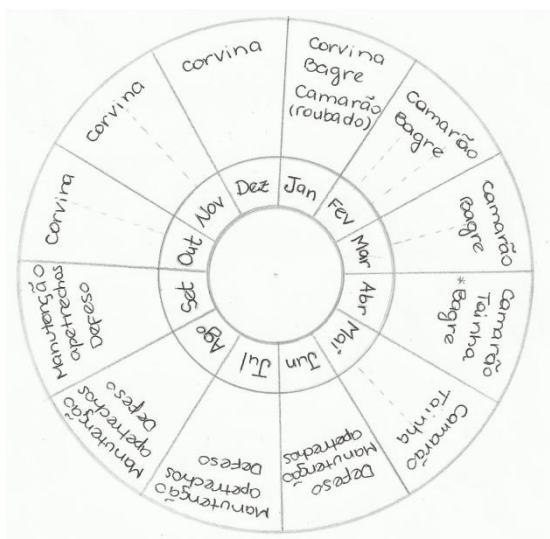 Jan
Corvina
Bagre
Camarão
(roubado)
Fev
Camarão
Bagre
Mar
Camarão
Bagre
Abr
Camarão
Tainha
*Bagre
Mai
Camarão
Tainha
Jun
Defeso
Manutenção
apetrechos
Jul
Manutenção
apetrechos
Defeso
Ago
Manutenção
apetrechos
Defeso
Set
Manutenção
apetrechos
Defeso
Out
Corvina
Nov
Corvina
Dez
Corvina